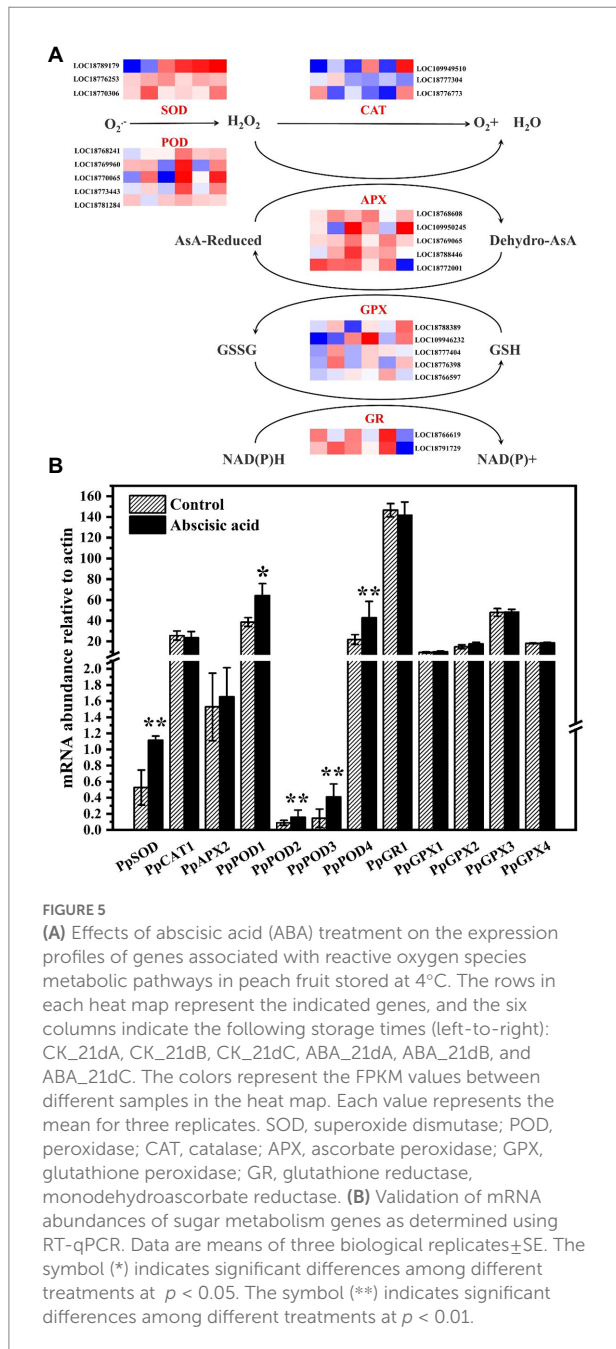 A
LOC18789179
LOC18776253
LOC18770306
SOD
LOC109949510
LOC18777304
LOC18776773
CAT
O₂·⁻ H₂O₂ O₂+ H₂O
POD
LOC18768241
LOC18769960
LOC18770065
LOC18773443
LOC18781284
APX
LOC18768608
LOC109950245
LOC18769065
LOC18788446
LOC18772001
AsA-Reduced Dehydro-AsA
GPX
LOC18788389
LOC109946232
LOC18777404
LOC18776398
LOC18766597
GSSG GSH
GR
LOC18766619
LOC18791729
NAD(P)H NAD(P)+
B
Control
Abscisic acid
mRNA abundance relative to actin
160
140
120
100
80
60
40
20
2.0
1.8
1.6
1.4
1.2
1.0
0.8
0.6
0.4
0.2
0.0
** * ** ** **
PpSOD PpCAT1 PpAPX2 PpPOD1 PpPOD2 PpPOD3 PpPOD4 PpGR1 PpGPX1 PpGPX2 PpGPX3 PpGPX4
FIGURE 5
(A) Effects of abscisic acid (ABA) treatment on the expression
profiles of genes associated with reactive oxygen species
metabolic pathways in peach fruit stored at 4°C. The rows in
each heat map represent the indicated genes, and the six
columns indicate the following storage times (left-to-right):
CK_21dA, CK_21dB, CK_21dC, ABA_21dA, ABA_21dB, and
ABA_21dC. The colors represent the FPKM values between
different samples in the heat map. Each value represents the
mean for three replicates. SOD, superoxide dismutase; POD,
peroxidase; CAT, catalase; APX, ascorbate peroxidase; GPX,
glutathione peroxidase; GR, glutathione reductase,
monodehydroascorbate reductase. (B) Validation of mRNA
abundances of sugar metabolism genes as determined using
RT-qPCR. Data are means of three biological replicates±SE. The
symbol (*) indicates significant differences among different
treatments at p < 0.05. The symbol (**) indicates significant
differences among different treatments at p < 0.01.